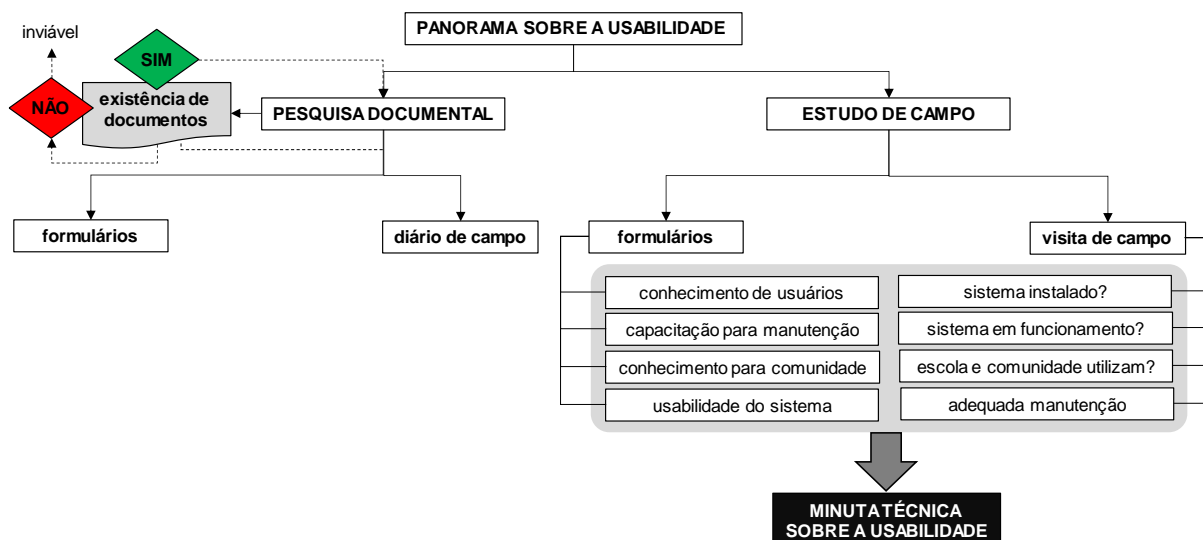 PANORAMA SOBRE A USABILIDADE
inviável
SIM
NÃO
existência de
documentos
PESQUISA DOCUMENTAL
ESTUDO DE CAMPO
formulários
diário de campo
formulários
visita de campo
conhecimento de usuários
sistema instalado?
capacitação para manutenção
sistema em funcionamento?
conhecimento para comunidade
escola e comunidade utilizam?
usabilidade do sistema
adequada manutenção
MINUTA TÉCNICA
SOBRE A USABILIDADE